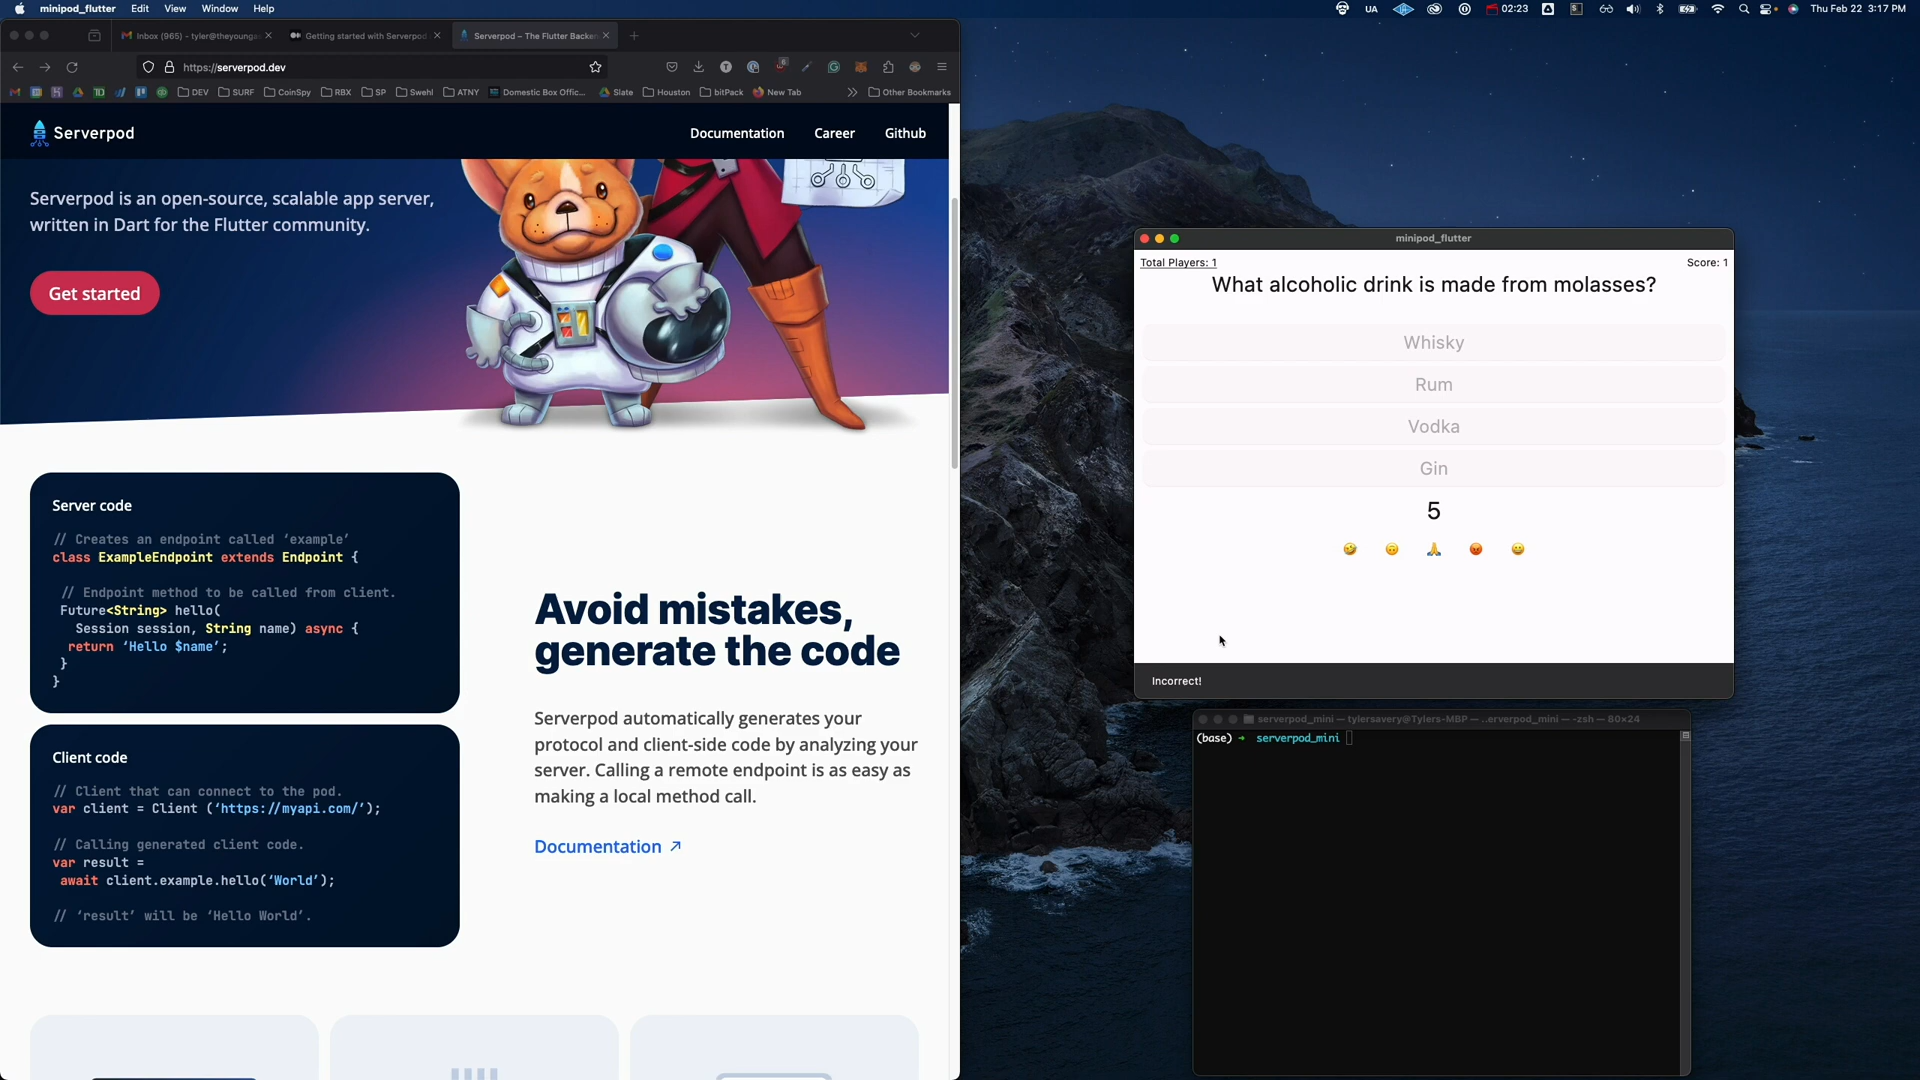 minipod_flutter Edit View Window Help
UA 02:23 Thu Feb 22 3:17 PM
Inbox (965) - tyler@theyounga
Getting started with Serverpod
Serverpod – The Flutter Backen
https://serverpod.dev
DEV SURF CoinSpy RBX SP Swehl ATNY Domestic Box Offic... Slate Houston bitPack New Tab Other Bookmarks
Serverpod
Documentation Career Github
Serverpod is an open-source, scalable app server,
written in Dart for the Flutter community.
Get started
Server code
// Creates an endpoint called ‘example’
class ExampleEndpoint extends Endpoint {
// Endpoint method to be called from client.
Future<String> hello(
Session session, String name) async {
return ‘Hello $name’;
}
}
Client code
// Client that can connect to the pod.
var client = Client (‘https://myapi.com/’);
// Calling generated client code.
var result =
await client.example.hello(‘World’);
// ‘result’ will be ‘Hello World’.
Avoid mistakes,
generate the code
Serverpod automatically generates your
protocol and client-side code by analyzing your
server. Calling a remote endpoint is as easy as
making a local method call.
Documentation ↗
minipod_flutter
Total Players: 1
Score: 1
What alcoholic drink is made from molasses?
Whisky
Rum
Vodka
Gin
5
🤣 🙃 🙏 😡 😀
Incorrect!
serverpod_mini — tylersavery@Tylers-MBP — ..erverpod_mini — -zsh — 80×24
(base) → serverpod_mini